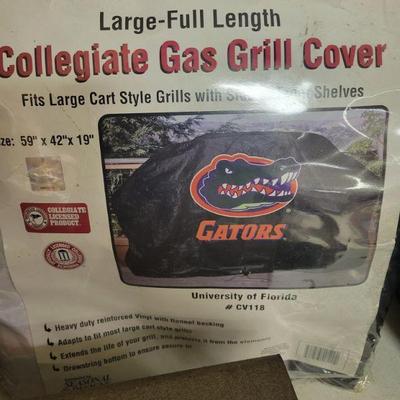 Large-Full Length
Collegiate Gas Grill Cover
Fits Large Cart Style Grills with Shelves
ze: 59" x 42" x 19"
COLLEGIATE
LICENSED
PRODUCT
GATORS
University of Florida
# CV118
Heavy duty reinforced Vinyl with flannel backing
Adapts to fit most large cart style grills
Extends the life of your grill, and protects it from the elements
Drawstring bottom to ensure secure fit
SEASONAL